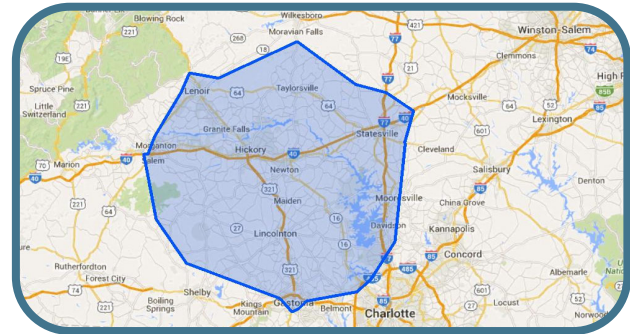 Blowing Rock
Wilkesboro
Moravian Falls
Winston-Salem
Clemmons
Spruce Pine
Little
Switzerland
Lenoir
Taylorsville
Mocksville
Lexington
Granite Falls
Statesville
Morganton
Salem
Hickory
Cleveland
Marion
Newton
Salisbury
Denton
Maiden
Mooresville
China Grove
Kannapolis
Davidson
Lincolnton
Concord
Rutherfordton
Forest City
Albemarle
Shelby
Boiling
Springs
Kings
Mountain
Gastonia
Belmont
Charlotte
Locust
Norwood